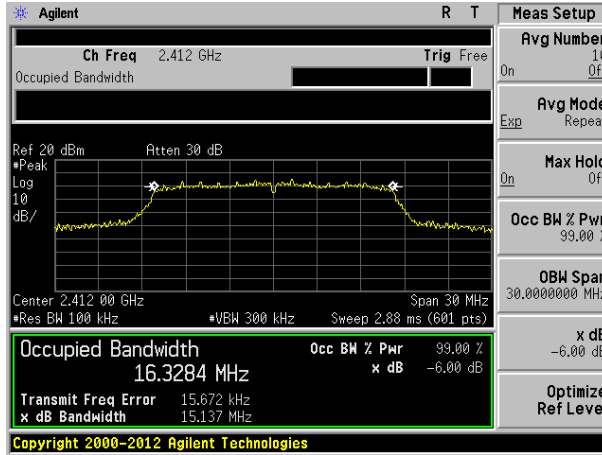 Agilent R T
Ch Freq 2.412 GHz Trig Free
Occupied Bandwidth
Ref 20 dBm Atten 30 dB
#Peak
Log
10
dB/
Center 2.412 00 GHz Span 30 MHz
#Res BW 100 kHz #VBW 300 kHz Sweep 2.88 ms (601 pts)
Occupied Bandwidth Occ BW % Pwr 99.00 %
16.3284 MHz x dB -6.00 dB
Transmit Freq Error 15.672 kHz
x dB Bandwidth 15.137 MHz
Copyright 2000-2012 Agilent Technologies
Meas Setup
Avg Number
10
On Of
Avg Mode
Exp Repea
Max Hold
On Of
Occ BW % Pwr
99.00 %
OBW Span
30.0000000 MHz
x dB
-6.00 dB
Optimize
Ref Leve